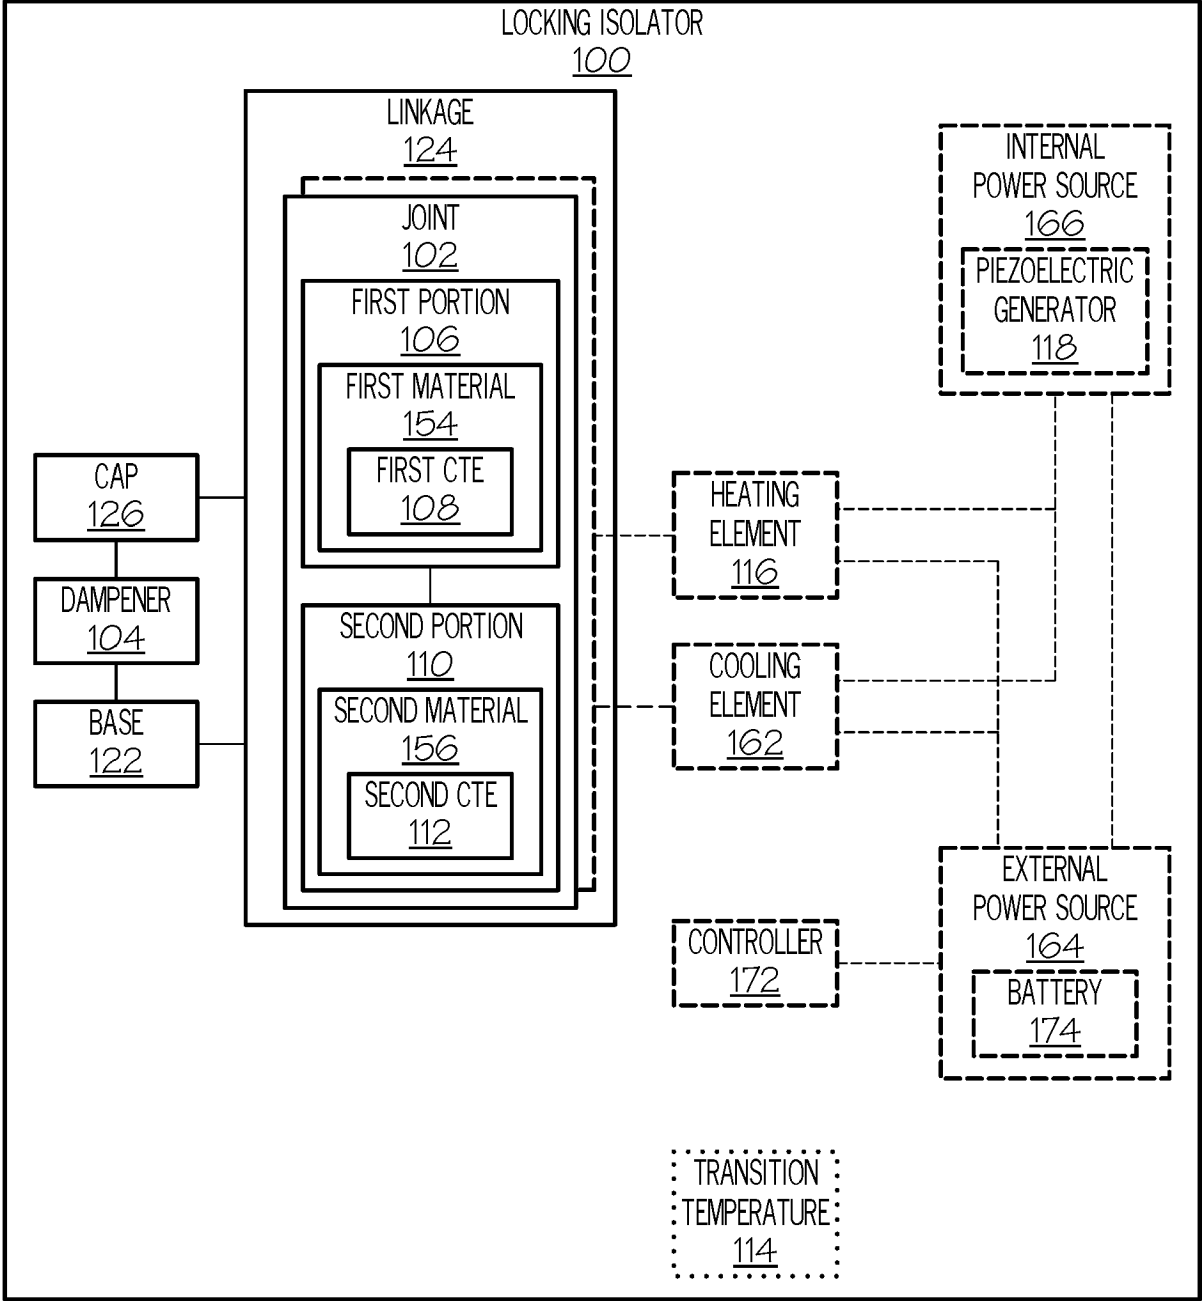 LOCKING ISOLATOR
100
LINKAGE
124
JOINT
102
FIRST PORTION
106
FIRST MATERIAL
154
FIRST CTE
108
SECOND PORTION
110
SECOND MATERIAL
156
SECOND CTE
112
CAP
126
DAMPENER
104
BASE
122
HEATING
ELEMENT
116
COOLING
ELEMENT
162
INTERNAL
POWER SOURCE
166
PIEZOELECTRIC
GENERATOR
118
EXTERNAL
POWER SOURCE
164
BATTERY
174
CONTROLLER
172
TRANSITION
TEMPERATURE
114